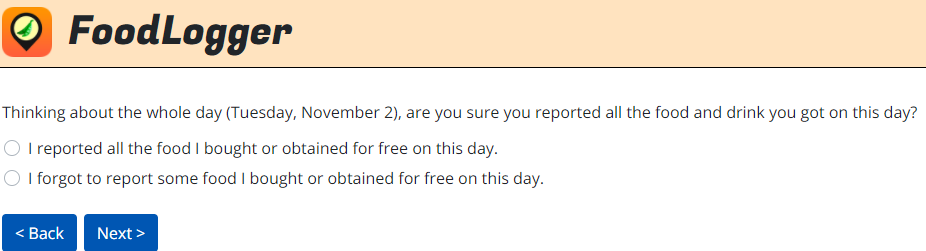 FoodLogger
Thinking about the whole day (Tuesday, November 2), are you sure you reported all the food and drink you got on this day?
I reported all the food I bought or obtained for free on this day.
I forgot to report some food I bought or obtained for free on this day.
< Back
Next >